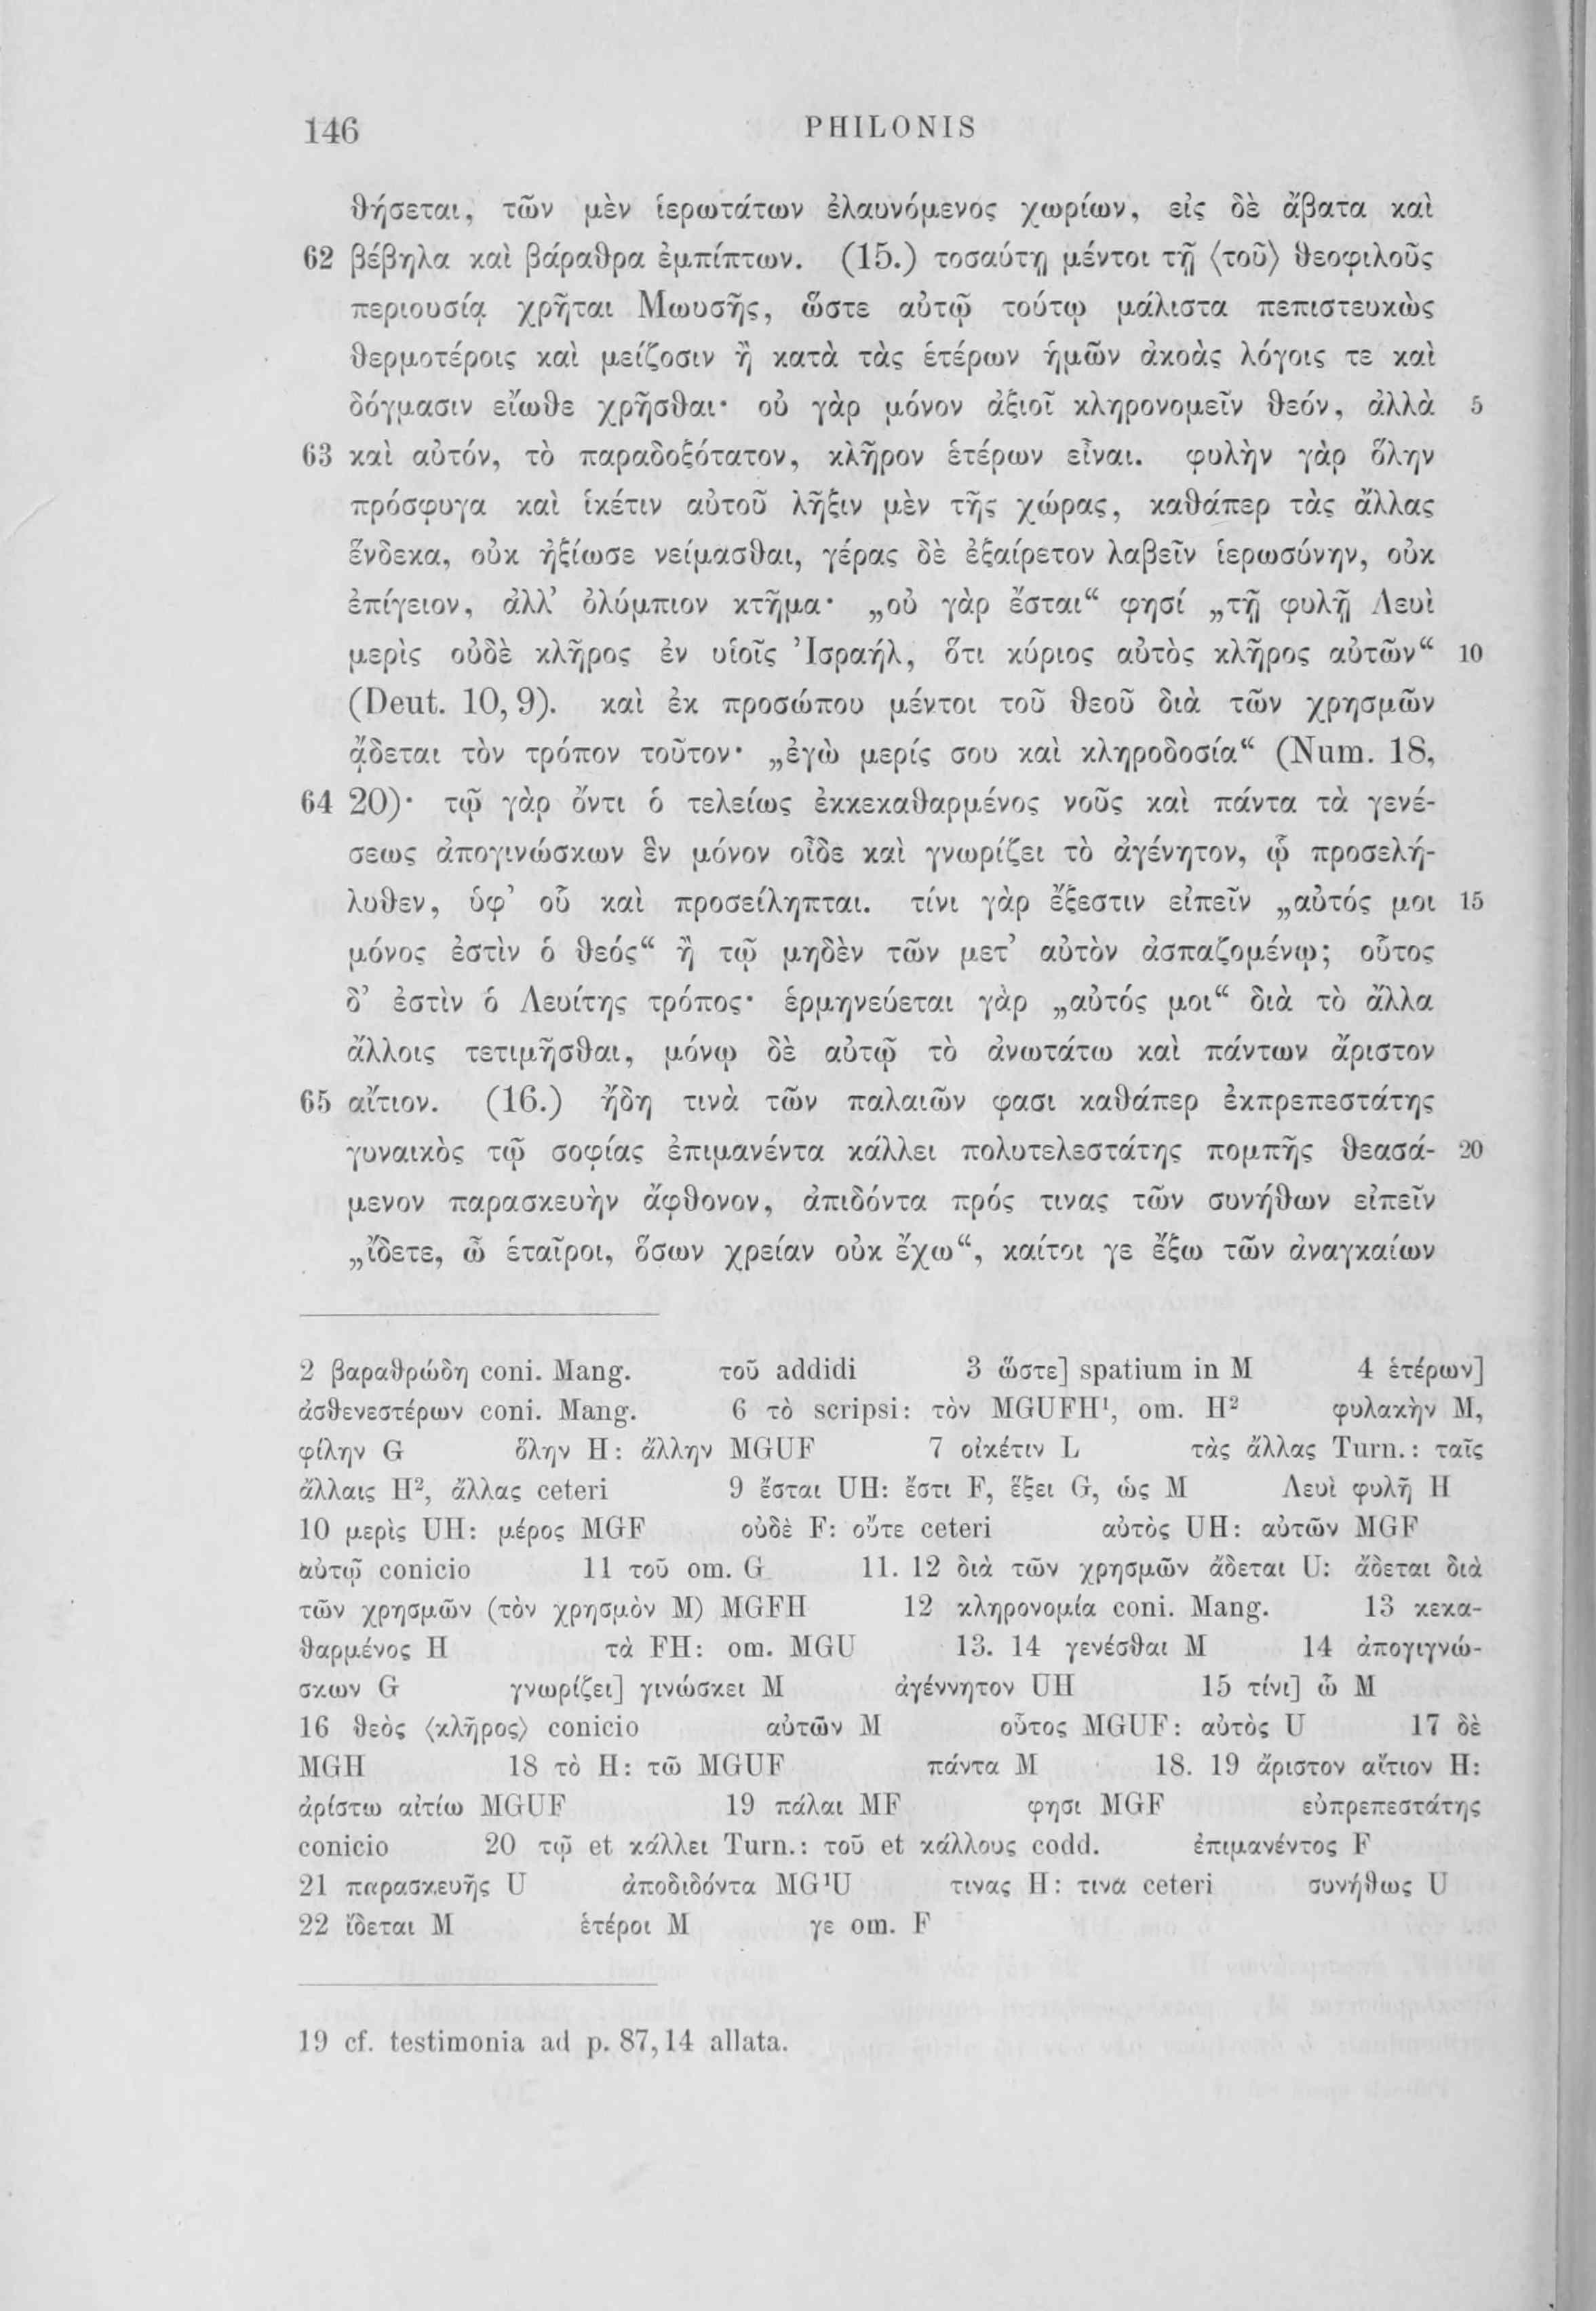 146 PHILONIS
θήσεται, τῶν μὲν ἱερωτάτων ἐλαυνόμενος χωρίων, εἰς δὲ ἄβατα καὶ
62 βέβηλα καὶ βάραθρα ἐμπίπτων. (15.) τοσαύτῃ μέντοι τῇ ⟨τοῦ⟩ θεοφιλοῦς
περιουσίᾳ χρῆται Μωυσῆς, ὥστε αὐτῷ τούτῳ μάλιστα πεπιστευκὼς
θερμοτέροις καὶ μείζοσιν ἢ κατὰ τὰς ἑτέρων ἡμῶν ἀκοὰς λόγοις τε καὶ
δόγμασιν εἴωθε χρῆσθαι· οὐ γὰρ μόνον ἀξιοῖ κληρονομεῖν θεόν, ἀλλὰ 5
63 καὶ αὐτόν, τὸ παραδοξότατον, κλῆρον ἑτέρων εἶναι. φυλὴν γὰρ ὅλην
πρόσφυγα καὶ ἱκέτιν αὐτοῦ λῆξιν μὲν τῆς χώρας, καθάπερ τὰς ἄλλας
ἕνδεκα, οὐκ ἠξίωσε νείμασθαι, γέρας δὲ ἐξαίρετον λαβεῖν ἱερωσύνην, οὐκ
ἐπίγειον, ἀλλ’ ὀλύμπιον κτῆμα· „οὐ γὰρ ἔσται“ φησί „τῇ φυλῇ Λευὶ
μερὶς οὐδὲ κλῆρος ἐν υἱοῖς Ἰσραήλ, ὅτι κύριος αὐτὸς κλῆρος αὐτῶν“ 10
(Deut. 10, 9). καὶ ἐκ προσώπου μέντοι τοῦ θεοῦ διὰ τῶν χρησμῶν
ᾄδεται τὸν τρόπον τοῦτον· „ἐγὼ μερίς σου καὶ κληροδοσία“ (Num. 18,
64 20)· τῷ γὰρ ὄντι ὁ τελείως ἐκκεκαθαρμένος νοῦς καὶ πάντα τὰ γενέ-
σεως ἀπογινώσκων ἓν μόνον οἶδε καὶ γνωρίζει τὸ ἀγένητον, ᾧ προσελή-
λυθεν, ὑφ’ οὗ καὶ προσείληπται. τίνι γὰρ ἔξεστιν εἰπεῖν „αὐτός μοι 15
μόνος ἐστὶν ὁ θεός“ ἢ τῷ μηδὲν τῶν μετ’ αὐτὸν ἀσπαζομένῳ; οὗτος
δ’ ἐστὶν ὁ Λευίτης τρόπος· ἑρμηνεύεται γὰρ „αὐτός μοι“ διὰ τὸ ἄλλα
ἄλλοις τετιμῆσθαι, μόνῳ δὲ αὐτῷ τὸ ἀνωτάτω καὶ πάντων ἄριστον
65 αἴτιον. (16.) ἤδη τινὰ τῶν παλαιῶν φασι καθάπερ ἐκπρεπεστάτης
γυναικὸς τῷ σοφίας ἐπιμανέντα κάλλει πολυτελεστάτης πομπῆς θεασά- 20
μενον παρασκευὴν ἄφθονον, ἀπιδόντα πρός τινας τῶν συνήθων εἰπεῖν
„ἴδετε, ὦ ἑταῖροι, ὅσων χρείαν οὐκ ἔχω“, καίτοι γε ἔξω τῶν ἀναγκαίων
2 βαραθρώδη coni. Mang. τοῦ addidi 3 ὥστε] spatium in M 4 ἑτέρων]
ἀσθενεστέρων coni. Mang. 6 τὸ scripsi: τὸν MGUFH¹, om. H² φυλακὴν M,
φίλην G ὅλην H: ἄλλην MGUF 7 οἰκέτιν L τὰς ἄλλας Turn.: ταῖς
ἄλλαις H², ἄλλας ceteri 9 ἔσται UH: ἔστι F, ἕξει G, ὡς M Λευὶ φυλῇ H
10 μερὶς UH: μέρος MGF οὐδὲ F: οὔτε ceteri αὐτὸς UH: αὐτῶν MGF
αὐτῷ conicio 11 τοῦ om. G 11. 12 διὰ τῶν χρησμῶν ᾄδεται U: ᾄδεται διὰ
τῶν χρησμῶν (τὸν χρησμὸν M) MGFH 12 κληρονομία coni. Mang. 13 κεκα-
θαρμένος H τὰ FH: om. MGU 13. 14 γενέσθαι M 14 ἀπογιγνώ-
σκων G γνωρίζει] γινώσκει M ἀγέννητον UH 15 τίνι] ὦ M
16 θεὸς ⟨κλῆρος⟩ conicio αὐτῶν M οὗτος MGUF: αὐτὸς U 17 δὲ
MGH 18 τὸ H: τῶ MGUF πάντα M 18. 19 ἄριστον αἴτιον H:
ἀρίστω αἰτίω MGUF 19 πάλαι MF φησι MGF εὐπρεπεστάτης
conicio 20 τῷ et κάλλει Turn.: τοῦ et κάλλους codd. ἐπιμανέντος F
21 παρασκευῆς U ἀποδιδόντα MG¹U τινας H: τινα ceteri συνήθως U
22 ἴδεται M ἑτέροι M γε om. F
19 cf. testimonia ad p. 87, 14 allata.